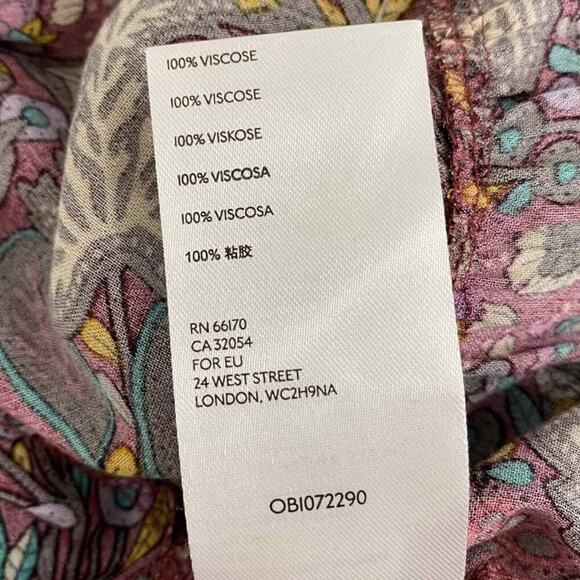 100% VISCOSE
100% VISCOSE
100% VISKOSE
100% VISCOSA
100% VISCOSA
100% 粘胶
RN 66170
CA 32054
FOR EU
24 WEST STREET
LONDON, WC2H9NA
OBI072290